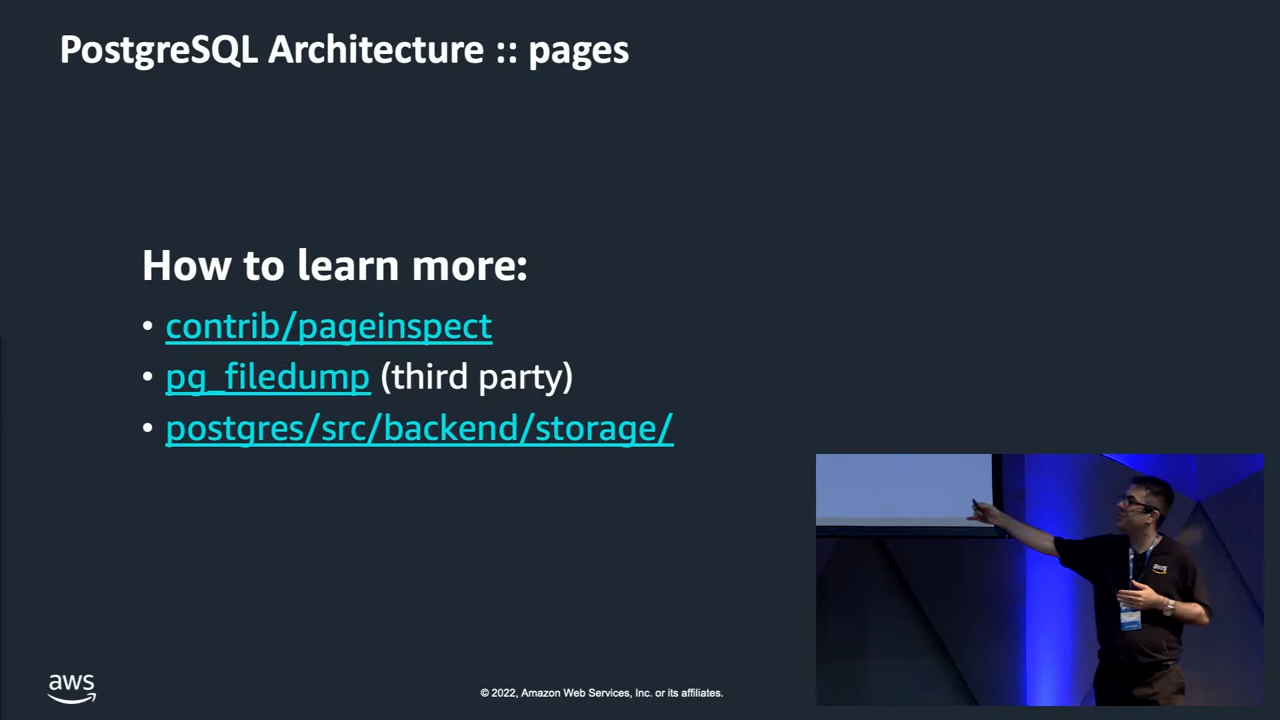 PostgreSQL Architecture :: pages
How to learn more:
• contrib/pageinspect
• pg_filedump (third party)
• postgres/src/backend/storage/
aws
aws
© 2022, Amazon Web Services, Inc. or its affiliates.